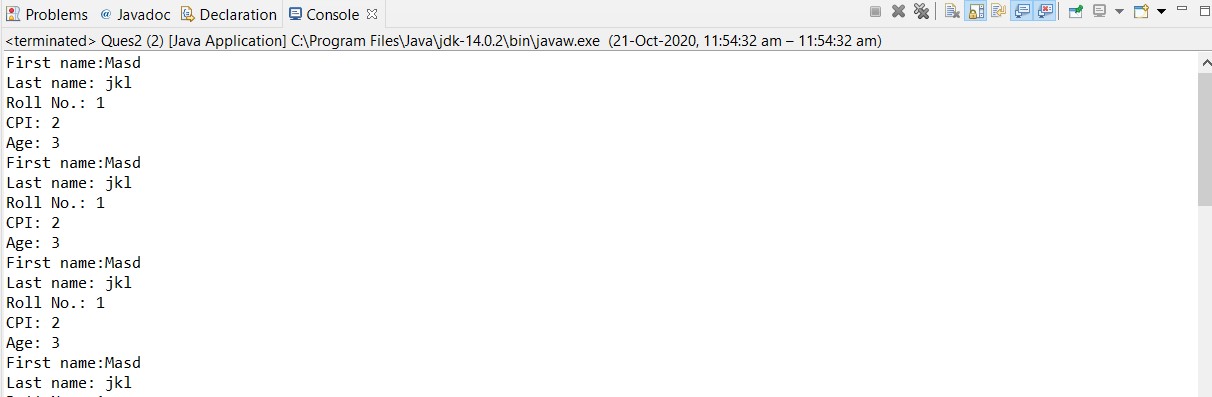 Problems @ Javadoc Declaration Console
<terminated> Ques2 (2) [Java Application] C:\Program Files\Java\jdk-14.0.2\bin\javaw.exe (21-Oct-2020, 11:54:32 am – 11:54:32 am)
First name:Masd
Last name: jkl
Roll No.: 1
CPI: 2
Age: 3
First name:Masd
Last name: jkl
Roll No.: 1
CPI: 2
Age: 3
First name:Masd
Last name: jkl
Roll No.: 1
CPI: 2
Age: 3
First name:Masd
Last name: jkl